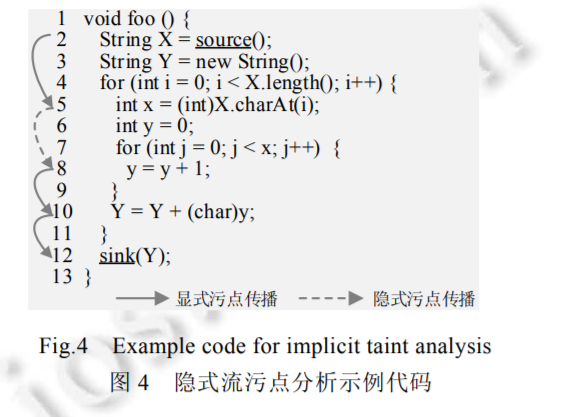 1 void foo () {
2 String X = source();
3 String Y = new String();
4 for (int i = 0; i < X.length(); i++) {
5 int x = (int)X.charAt(i);
6 int y = 0;
7 for (int j = 0; j < x; j++) {
8 y = y + 1;
9 }
10 Y = Y + (char)y;
11 }
12 sink(Y);
13 }
显式污点传播 隐式污点传播
Fig.4 Example code for implicit taint analysis
图 4 隐式流污点分析示例代码